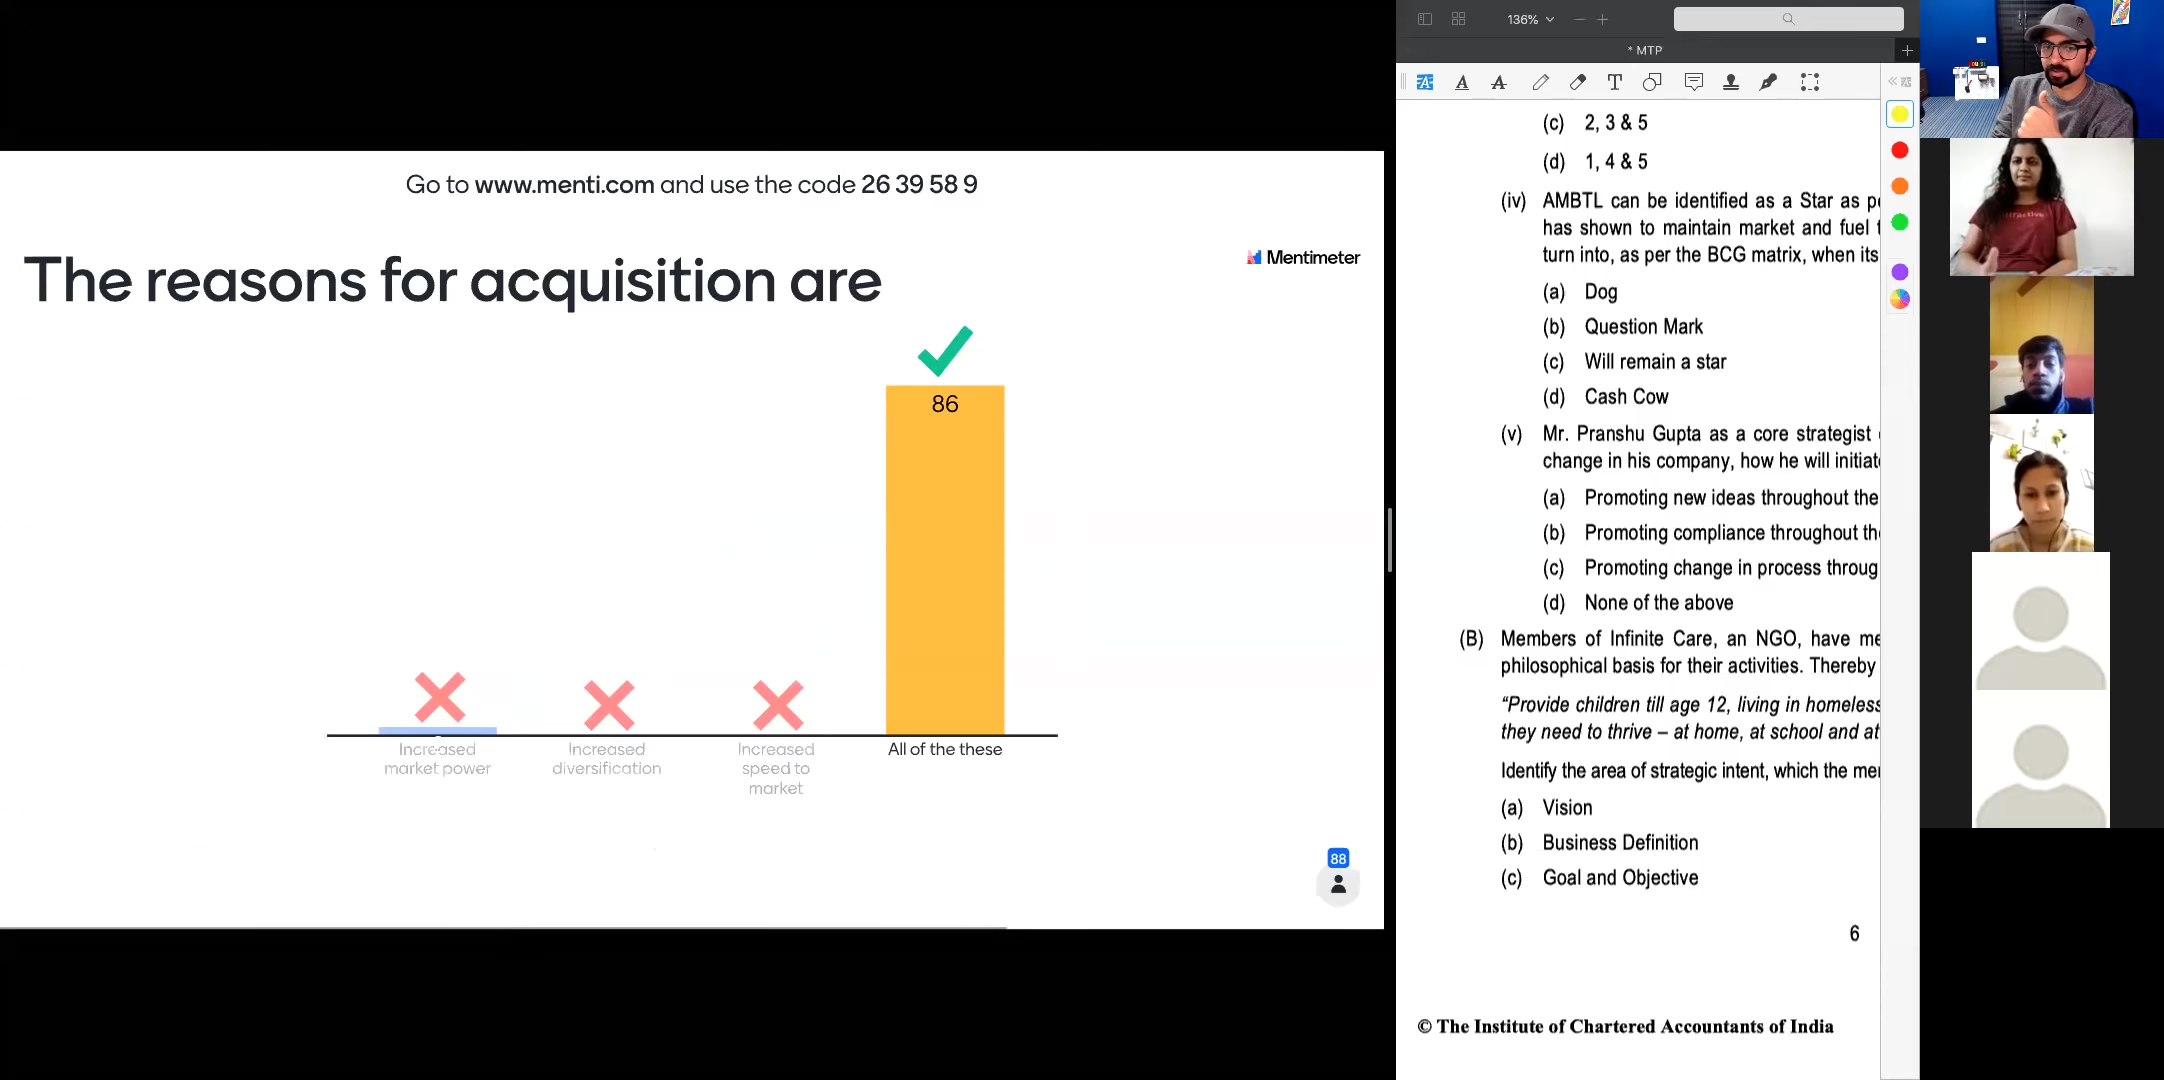 Go to www.menti.com and use the code 26 39 58 9
Mentimeter
The reasons for acquisition are
86
Increased
market power
Increased
diversification
Increased
speed to
market
All of the these
88
136%
* MTP
(c) 2, 3 & 5
(d) 1, 4 & 5
(iv) AMBTL can be identified as a Star as
has shown to maintain market and fuel
turn into, as per the BCG matrix, when its
(a) Dog
(b) Question Mark
(c) Will remain a star
(d) Cash Cow
(v) Mr. Pranshu Gupta as a core strategist
change in his company, how he will
(a) Promoting new ideas throughout the
(b) Promoting compliance throughout
(c) Promoting change in process
(d) None of the above
(B) Members of Infinite Care, an NGO, have
philosophical basis for their activities. Thereby
“Provide children till age 12, living in
they need to thrive – at home, at school and at
Identify the area of strategic intent, which the
(a) Vision
(b) Business Definition
(c) Goal and Objective
6
© The Institute of Chartered Accountants of India